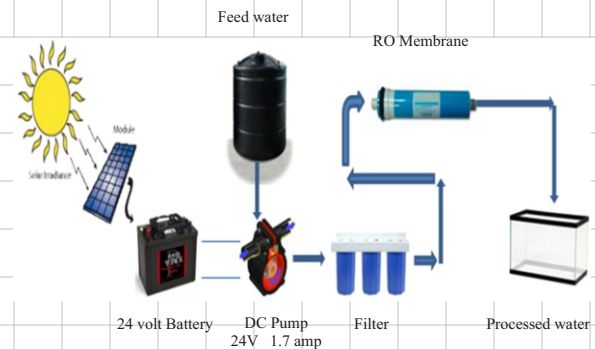 Feed water
RO Membrane
Module
Solar Irradiance
24 volt Battery
DC Pump
24V 1.7 amp
Filter
Processed water